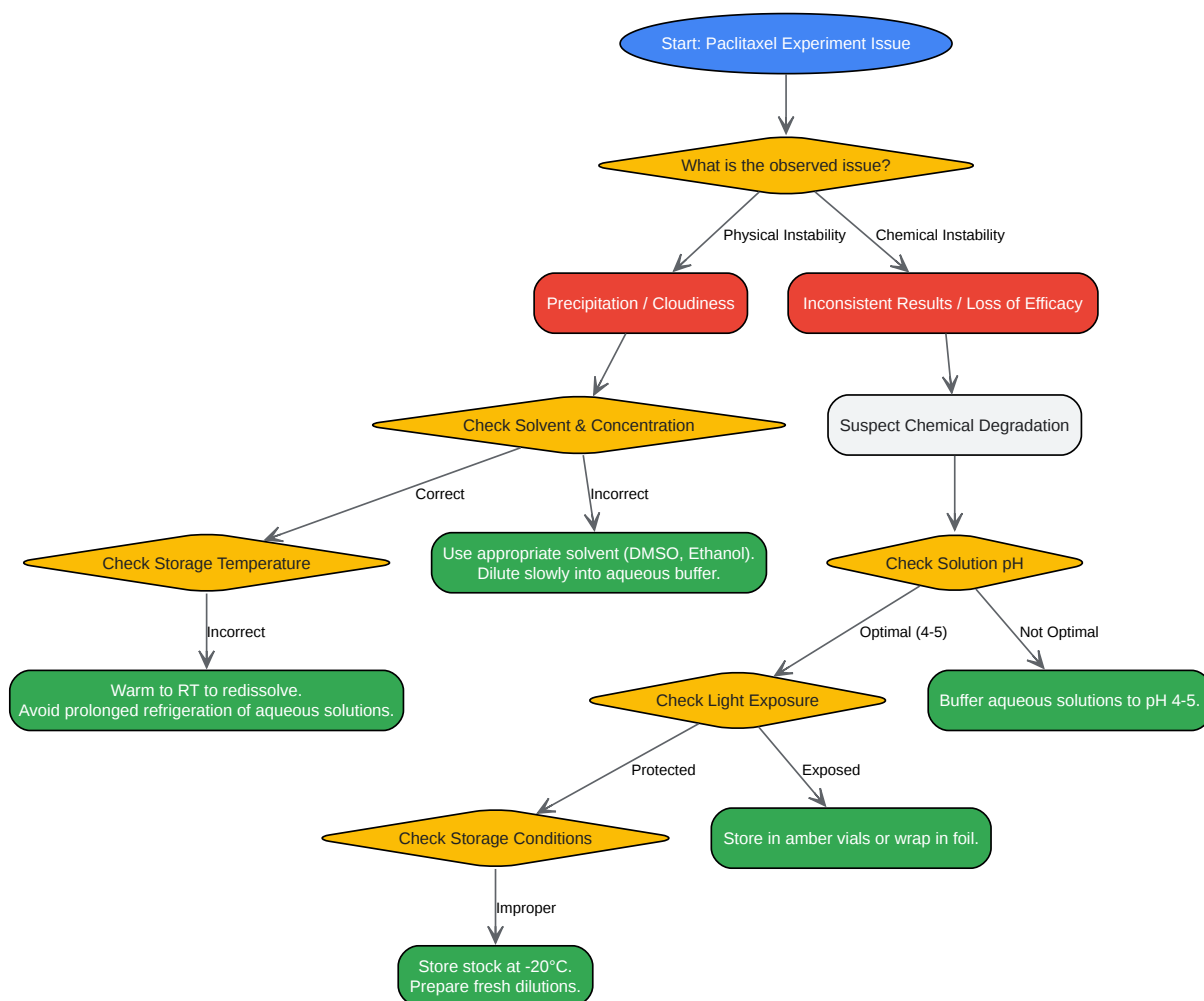 Start: Paclitaxel Experiment Issue
What is the observed issue?
Physical Instability
Chemical Instability
Precipitation / Cloudiness
Inconsistent Results / Loss of Efficacy
Check Solvent & Concentration
Suspect Chemical Degradation
Correct
Incorrect
Check Storage Temperature
Use appropriate solvent (DMSO, Ethanol).
Dilute slowly into aqueous buffer.
Check Solution pH
Incorrect
Optimal (4-5)
Not Optimal
Warm to RT to redissolve.
Avoid prolonged refrigeration of aqueous solutions.
Check Light Exposure
Buffer aqueous solutions to pH 4-5.
Protected
Exposed
Check Storage Conditions
Store in amber vials or wrap in foil.
Improper
Store stock at -20°C.
Prepare fresh dilutions.